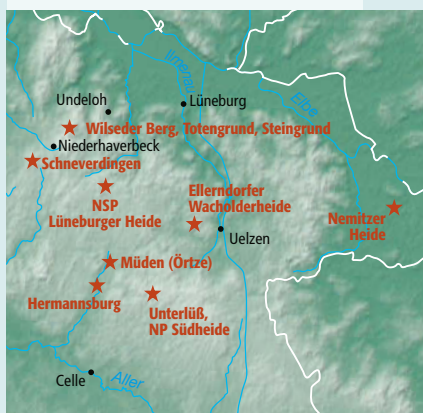 Ilmenau
Elbe
Undeloh
Lüneburg
Wilseder Berg, Totengrund, Steingrund
Niederhaverbeck
Schneverdingen
NSP
Lüneburger Heide
Ellerndorfer
Wacholderheide
Nemitzer
Heide
Uelzen
Müden (Örtze)
Hermannsburg
Unterlüß,
NP Südheide
Celle
Aller